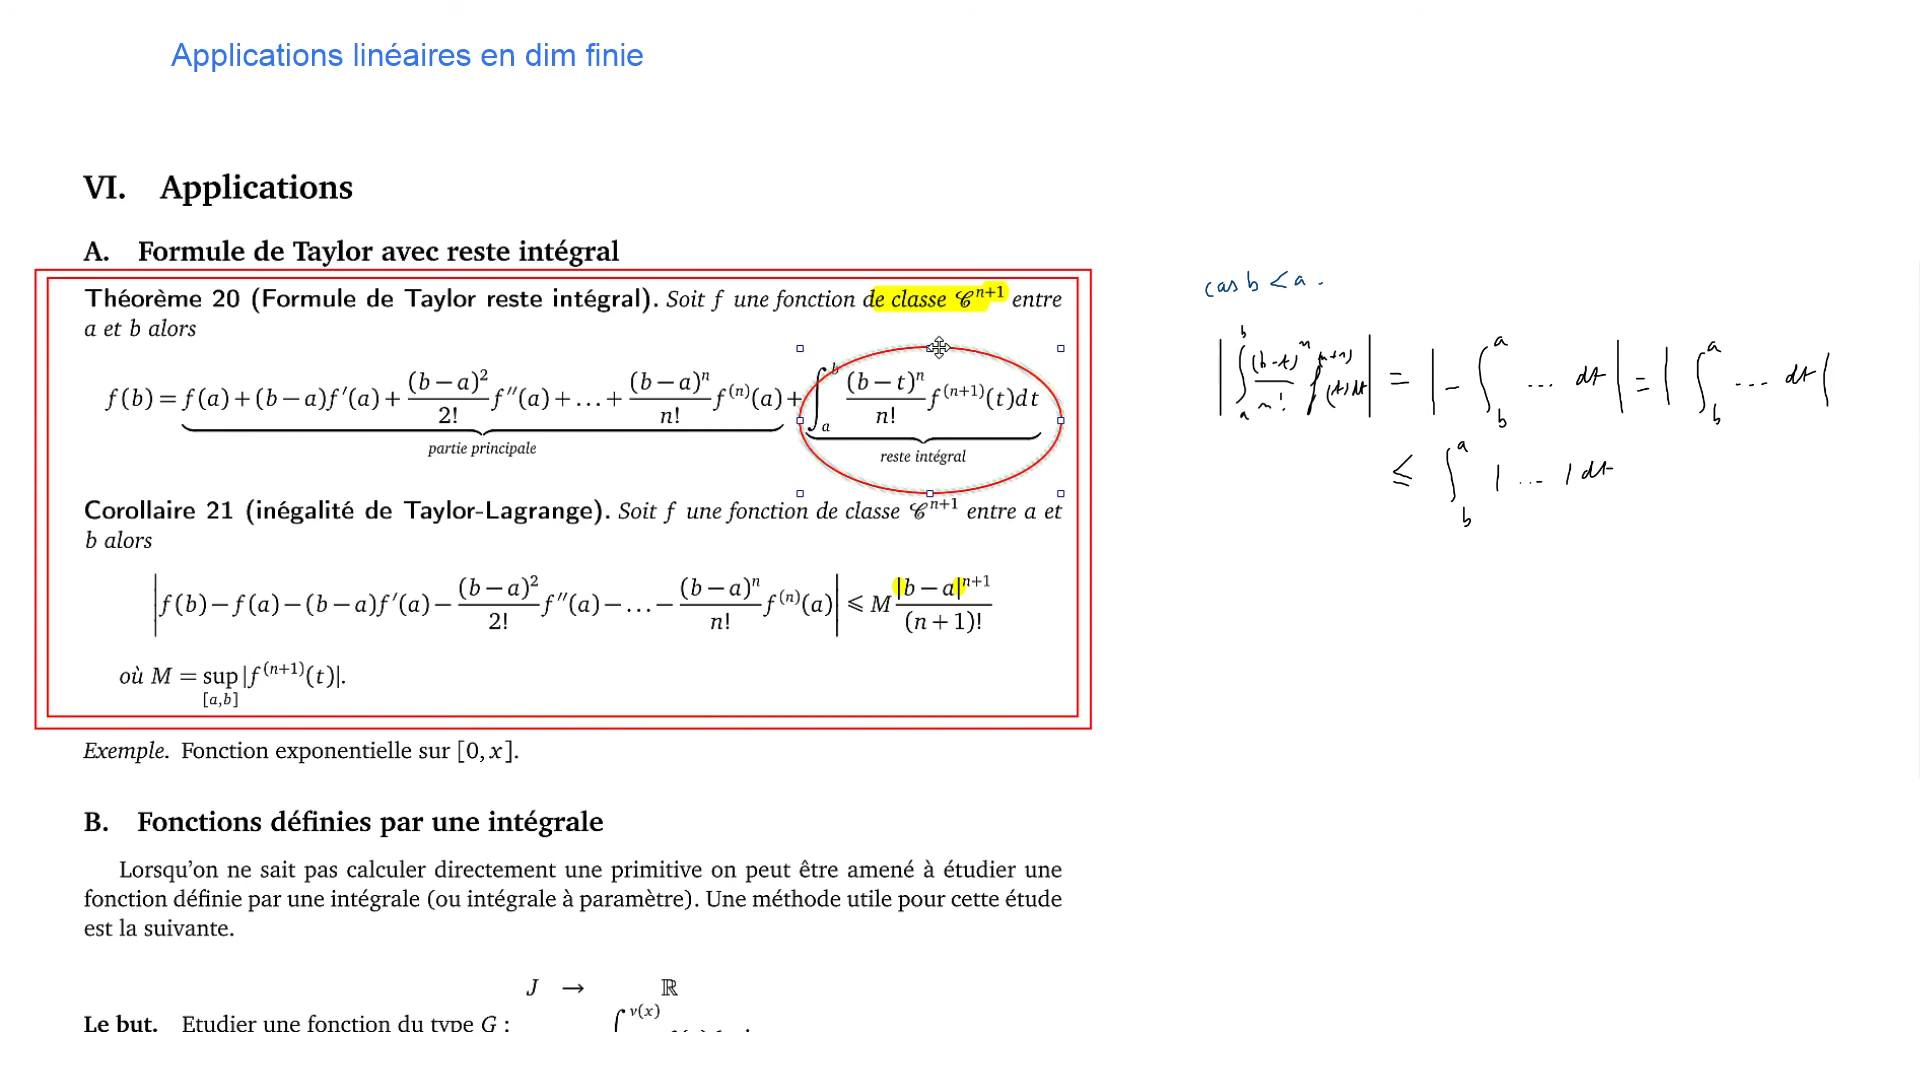 Applications linéaires en dim finie
VI. Applications
A. Formule de Taylor avec reste intégral
Théorème 20 (Formule de Taylor reste intégral). Soit f une fonction de classe 𝒞^{n+1} entre
a et b alors
f(b) = f(a) + (b − a)f′(a) + (b − a)²/2! f″(a) + … + (b − a)ⁿ/n! f⁽ⁿ⁾(a) + ∫_a^b (b − t)ⁿ/n! f⁽ⁿ⁺¹⁾(t)dt
partie principale
reste intégral
Corollaire 21 (inégalité de Taylor-Lagrange). Soit f une fonction de classe 𝒞^{n+1} entre a et
b alors
|f(b) − f(a) − (b − a)f′(a) − (b − a)²/2! f″(a) − … − (b − a)ⁿ/n! f⁽ⁿ⁾(a)| ⩽ M |b − a|ⁿ⁺¹/(n + 1)!
où M = sup_{[a,b]} |f⁽ⁿ⁺¹⁾(t)|.
Exemple. Fonction exponentielle sur [0, x].
B. Fonctions définies par une intégrale
Lorsqu'on ne sait pas calculer directement une primitive on peut être amené à étudier une
fonction définie par une intégrale (ou intégrale à paramètre). Une méthode utile pour cette étude
est la suivante.
J → ℝ
Le but. Etudier une fonction du type G : ∫^{v(x)}
cas b < a .
|∫_a^b (b-t)ⁿ/n! f⁽ⁿ⁺¹⁾(t) dt| = |- ∫_b^a ... dt| = |∫_b^a ... dt|
≤ ∫_b^a | ... | dt